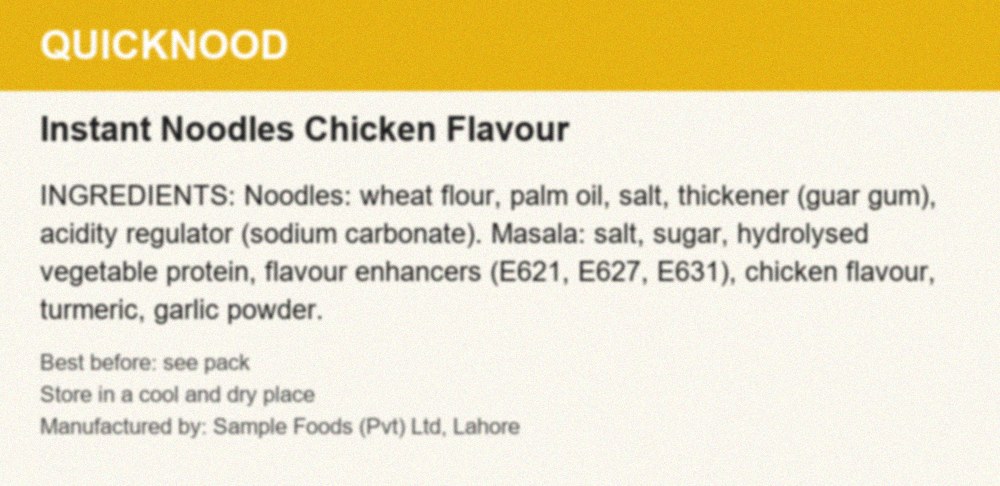 QUICKNOOD
Instant Noodles Chicken Flavour
INGREDIENTS: Noodles: wheat flour, palm oil, salt, thickener (guar gum),
acidity regulator (sodium carbonate). Masala: salt, sugar, hydrolysed
vegetable protein, flavour enhancers (E621, E627, E631), chicken flavour,
turmeric, garlic powder.
Best before: see pack
Store in a cool and dry place
Manufactured by: Sample Foods (Pvt) Ltd, Lahore